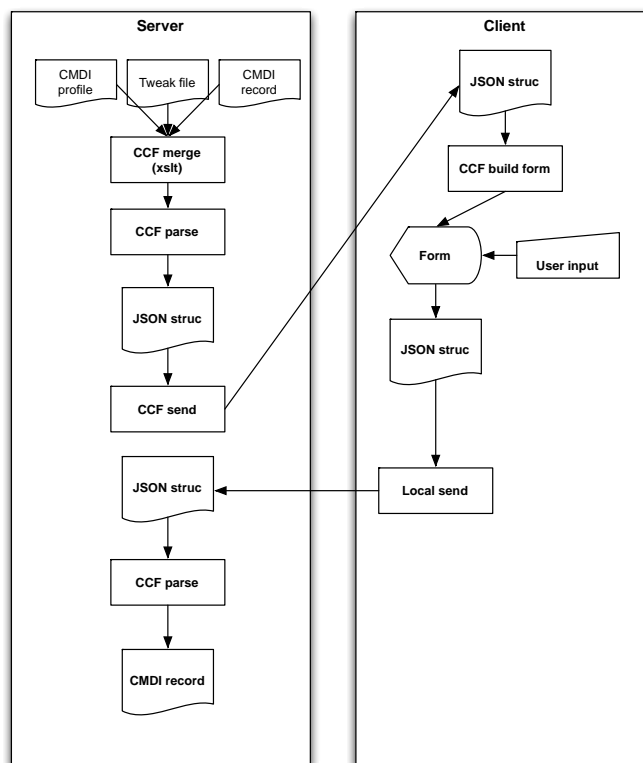 Server
CMDI
profile
Tweak file
CMDI
record
CCF merge
(xslt)
CCF parse
JSON struc
CCF send
JSON struc
CCF parse
CMDI record
Client
JSON struc
CCF build form
Form
User input
JSON struc
Local send